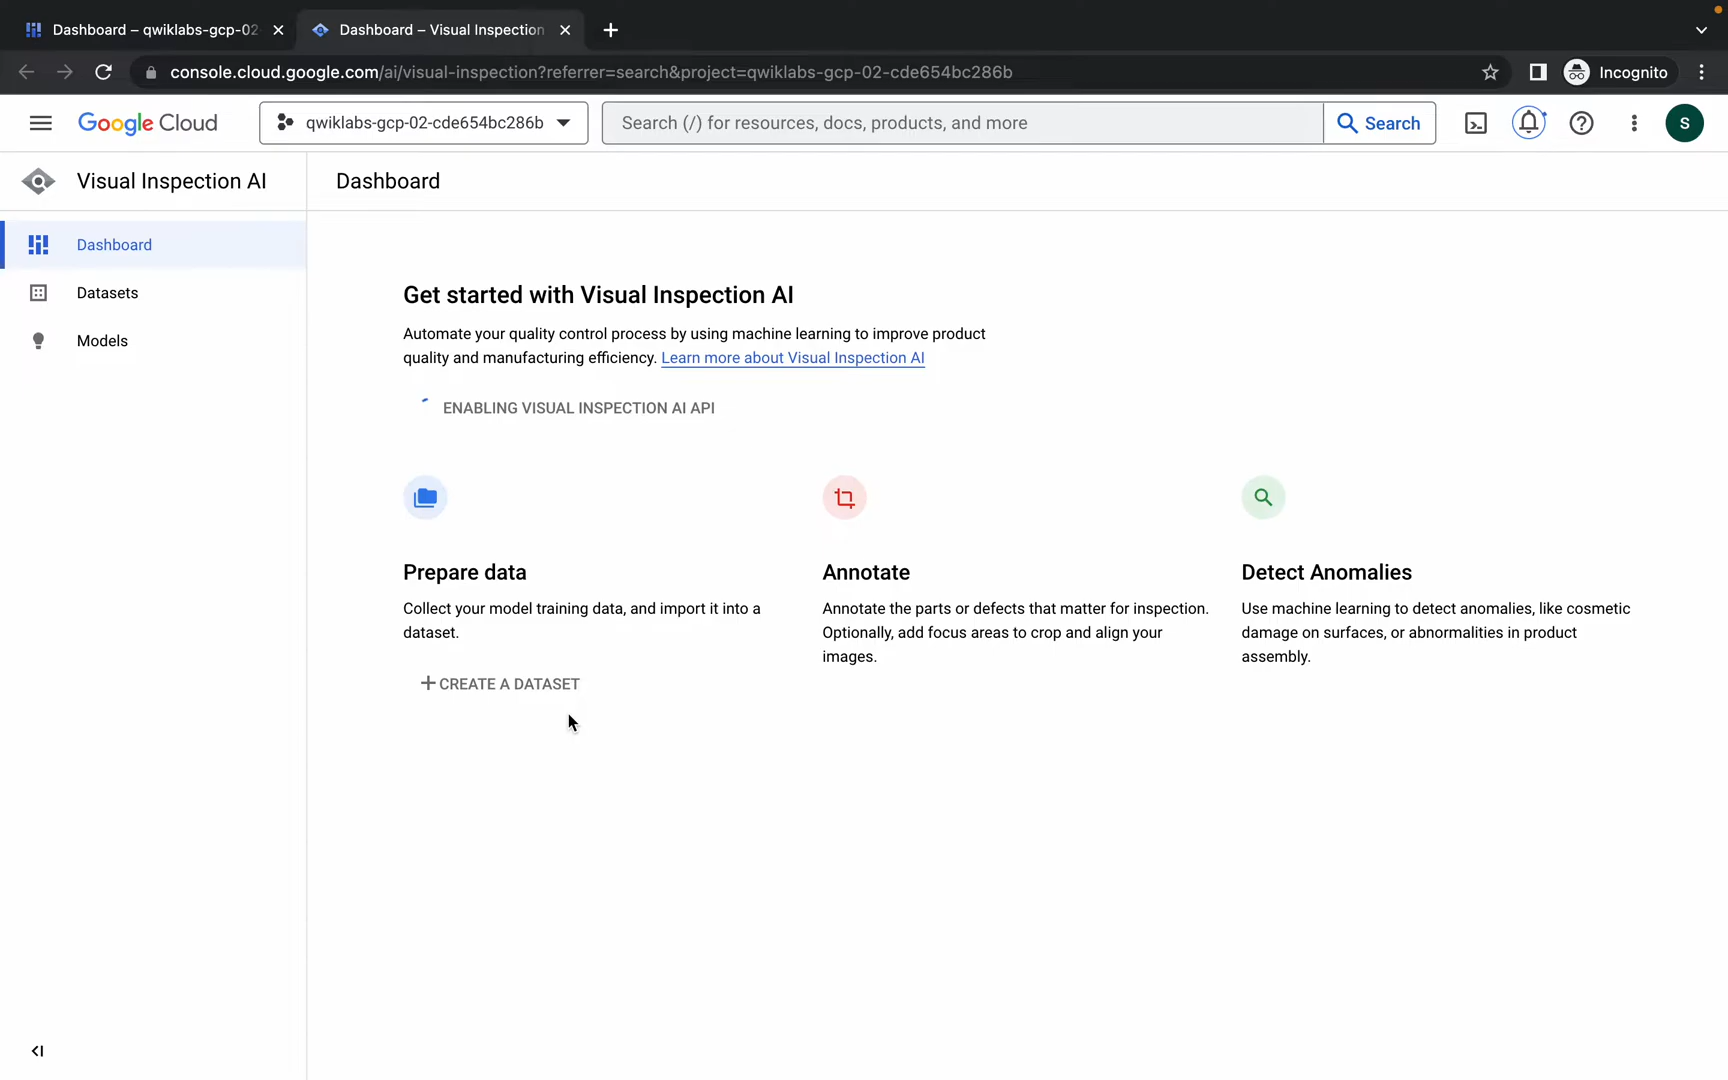 Dashboard – qwiklabs-gcp-02
Dashboard – Visual Inspection
console.cloud.google.com/ai/visual-inspection?referrer=search&project=qwiklabs-gcp-02-cde654bc286b
Incognito
Google Cloud
qwiklabs-gcp-02-cde654bc286b
Search (/) for resources, docs, products, and more
Search
S
Visual Inspection AI
Dashboard
Dashboard
Datasets
Models
Get started with Visual Inspection AI
Automate your quality control process by using machine learning to improve product
quality and manufacturing efficiency. Learn more about Visual Inspection AI
ENABLING VISUAL INSPECTION AI API
Prepare data
Collect your model training data, and import it into a
dataset.
+ CREATE A DATASET
Annotate
Annotate the parts or defects that matter for inspection.
Optionally, add focus areas to crop and align your
images.
Detect Anomalies
Use machine learning to detect anomalies, like cosmetic
damage on surfaces, or abnormalities in product
assembly.